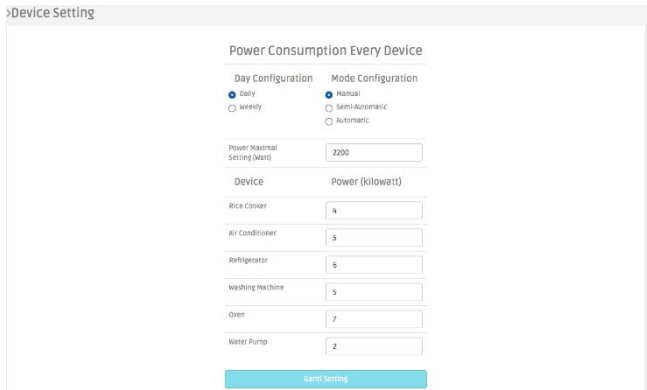 >Device Setting
Power Consumption Every Device
Day Configuration Mode Configuration
Daily Manual
Weekly Semi-Automatic
Automatic
Power Maximal
Setting (Watt) 2200
Device Power (kilowatt)
Rice Cooker 4
Air Conditioner 5
Refrigerator 6
Washing Machine 5
Oven 7
Water Pump 2
Ganti Setting